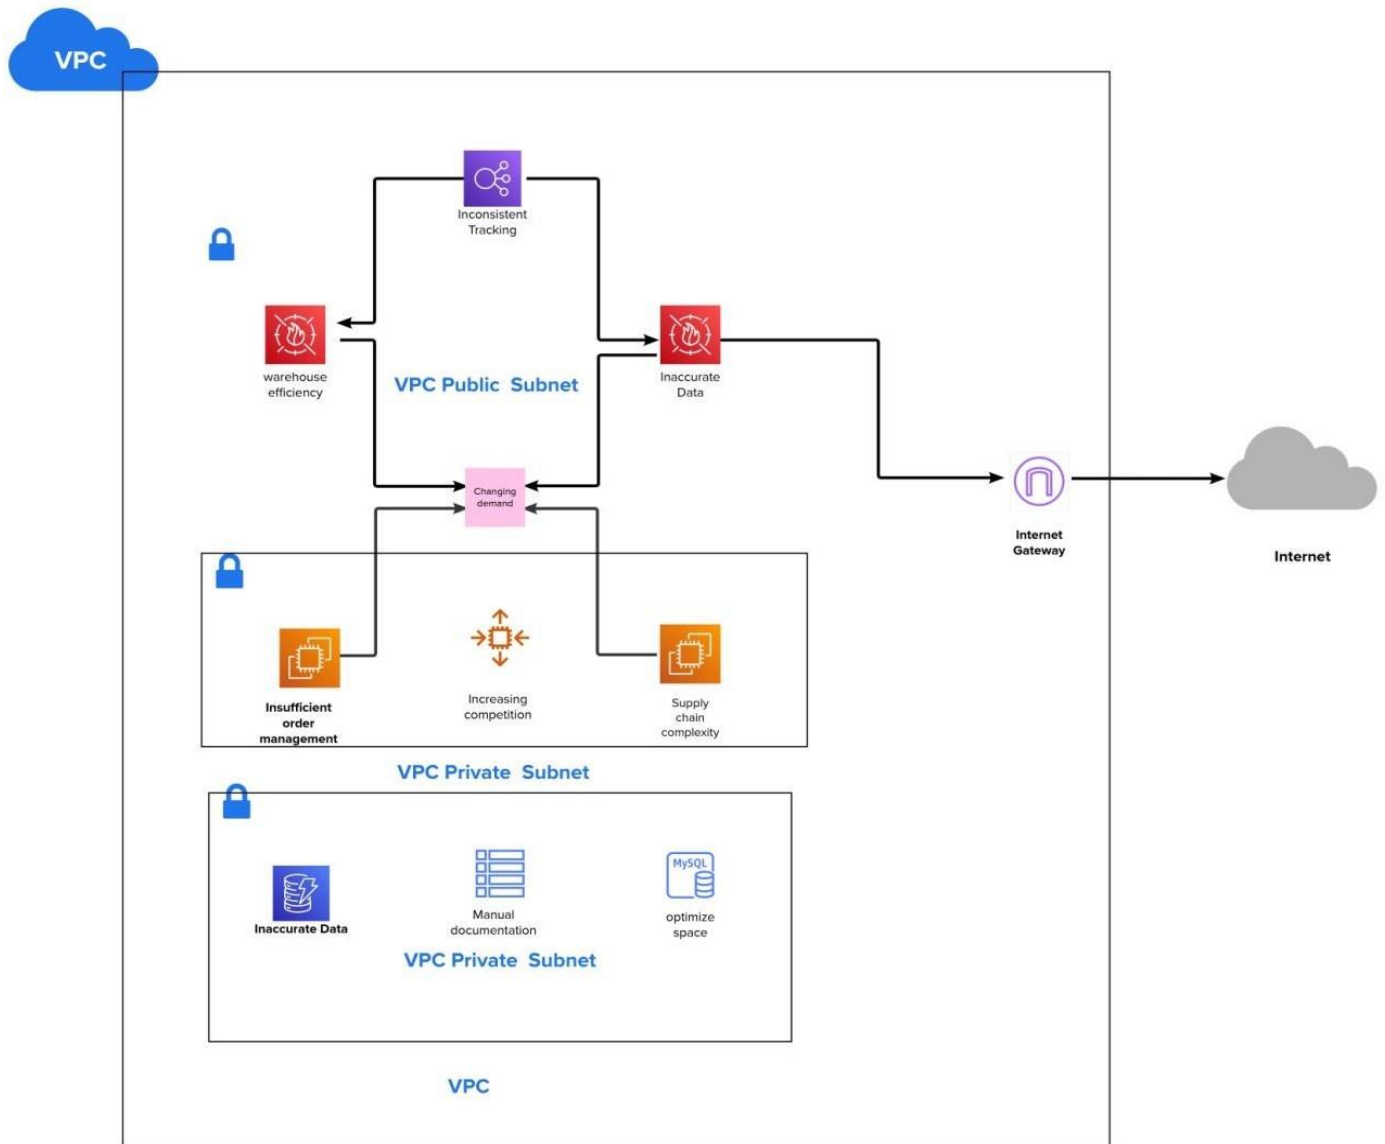 VPC
Inconsistent
Tracking
warehouse
efficiency
VPC Public Subnet
Inaccurate
Data
Changing
demand
Internet
Gateway
Internet
Insufficient
order
management
Increasing
competition
Supply
chain
complexity
VPC Private Subnet
Inaccurate Data
Manual
documentation
MySQL
optimize
space
VPC Private Subnet
VPC